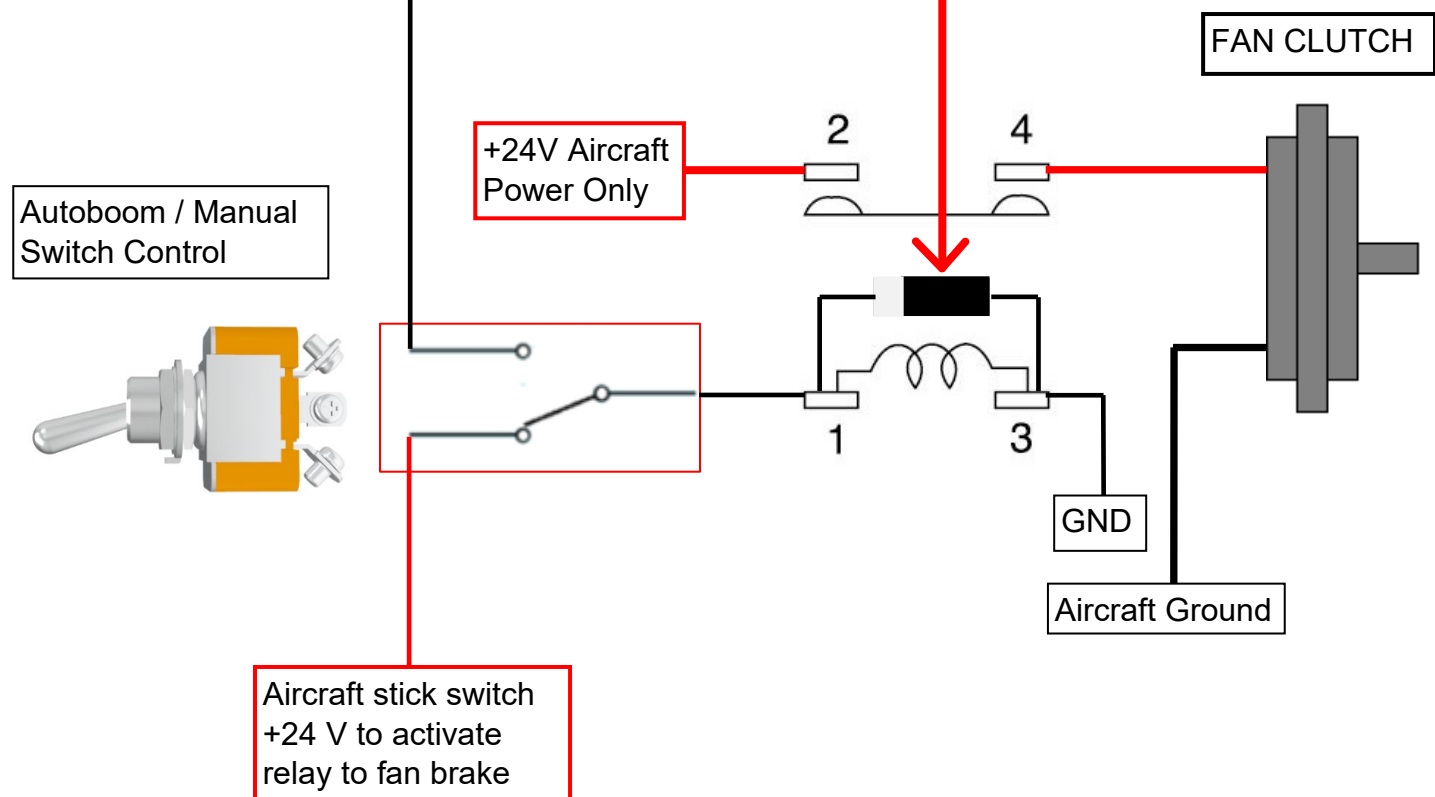 FAN CLUTCH
2
4
+24V Aircraft
Power Only
Autoboom / Manual
Switch Control
1
3
GND
Aircraft Ground
Aircraft stick switch
+24 V to activate
relay to fan brake